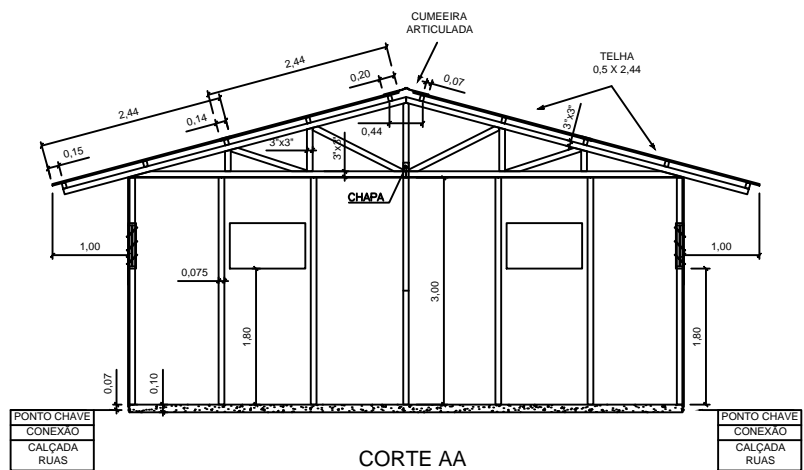 CUMEEIRA
ARTICULADA
2,44
0,20
0,07
TELHA
0,5 X 2,44
2,44
0,14
0,44
3"x3"
3"x3"
3"x3"
0,15
CHAPA
1,00
1,00
0,075
3,00
1,80
1,80
0,07
0,10
PONTO CHAVE
CONEXÃO
CALÇADA
RUAS
PONTO CHAVE
CONEXÃO
CALÇADA
RUAS
CORTE AA